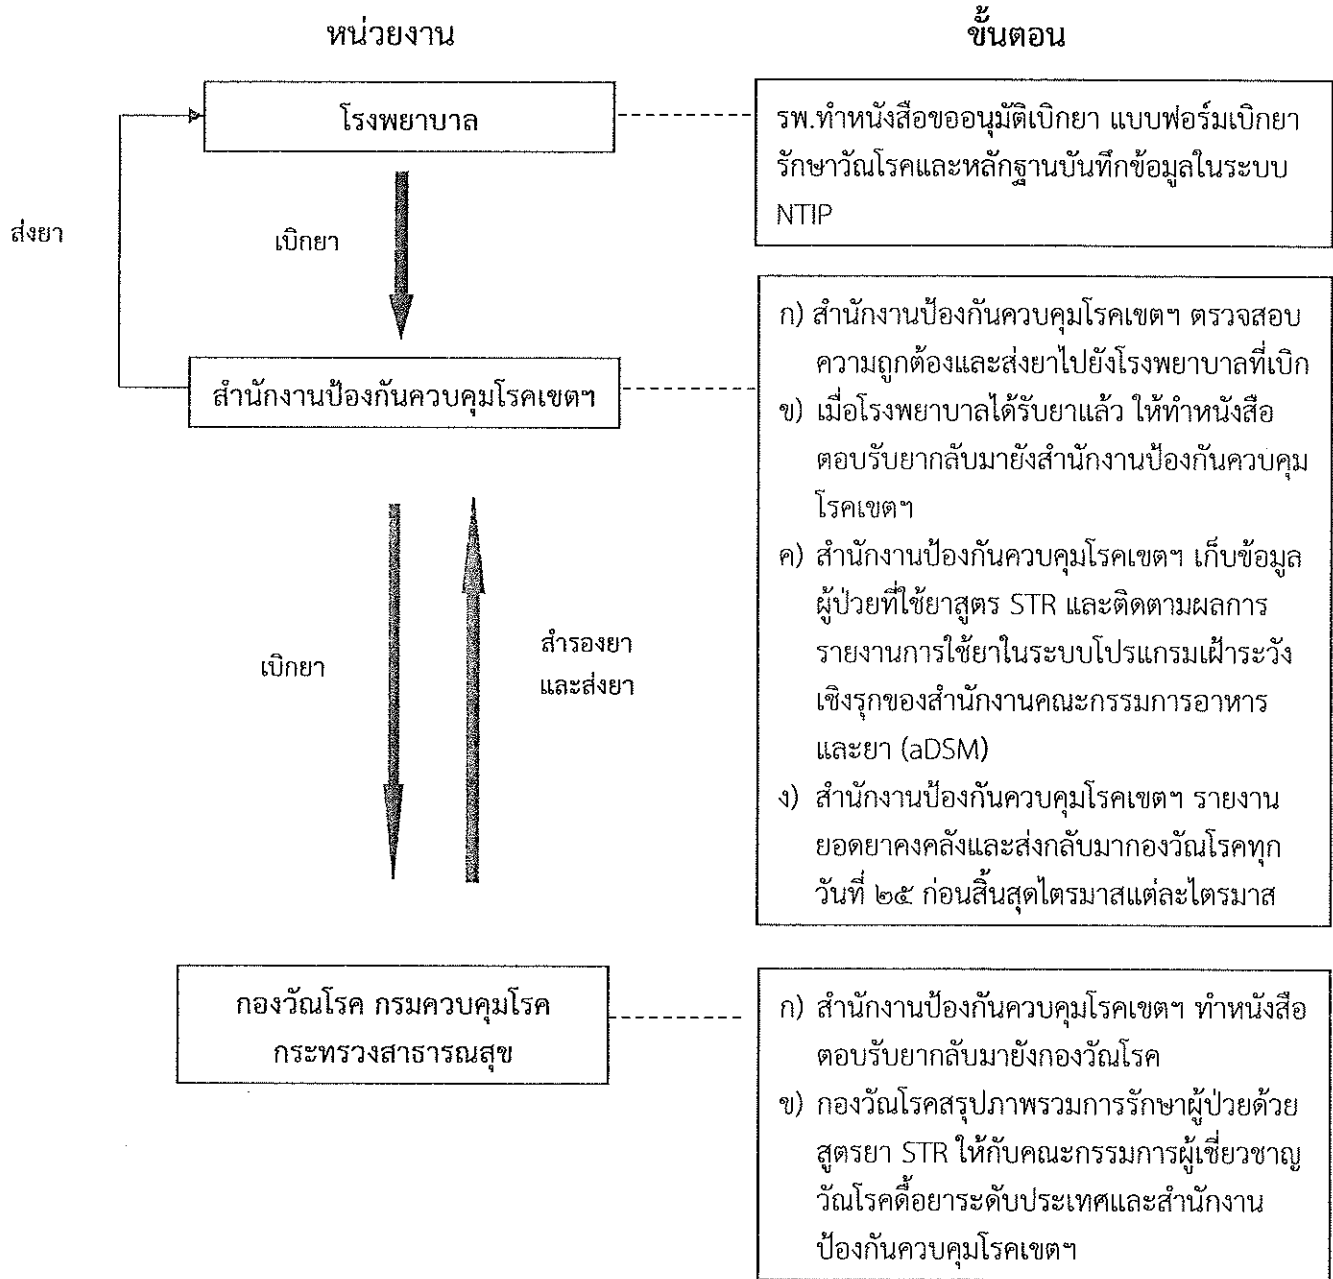 หน่วยงาน
ขั้นตอน
โรงพยาบาล
รพ.ทำหนังสือขออนุมัติเบิกยา แบบฟอร์มเบิกยา
รักษาวัณโรคและหลักฐานบันทึกข้อมูลในระบบ
NTIP
ส่งยา
เบิกยา
สำนักงานป้องกันควบคุมโรคเขตฯ
ก) สำนักงานป้องกันควบคุมโรคเขตฯ ตรวจสอบ
ความถูกต้องและส่งยาไปยังโรงพยาบาลที่เบิก
ข) เมื่อโรงพยาบาลได้รับยาแล้ว ให้ทำหนังสือ
ตอบรับยากลับมายังสำนักงานป้องกันควบคุม
โรคเขตฯ
ค) สำนักงานป้องกันควบคุมโรคเขตฯ เก็บข้อมูล
ผู้ป่วยที่ใช้ยาสูตร STR และติดตามผลการ
รายงานการใช้ยาในระบบโปรแกรมเฝ้าระวัง
เชิงรุกของสำนักงานคณะกรรมการอาหาร
และยา (aDSM)
ง) สำนักงานป้องกันควบคุมโรคเขตฯ รายงาน
ยอดยาคงคลังและส่งกลับมากองวัณโรคทุก
วันที่ ๒๕ ก่อนสิ้นสุดไตรมาสแต่ละไตรมาส
เบิกยา
สำรองยา
และส่งยา
กองวัณโรค กรมควบคุมโรค
กระทรวงสาธารณสุข
ก) สำนักงานป้องกันควบคุมโรคเขตฯ ทำหนังสือ
ตอบรับยากลับมายังกองวัณโรค
ข) กองวัณโรคสรุปภาพรวมการรักษาผู้ป่วยด้วย
สูตรยา STR ให้กับคณะกรรมการผู้เชี่ยวชาญ
วัณโรคดื้อยาระดับประเทศและสำนักงาน
ป้องกันควบคุมโรคเขตฯ